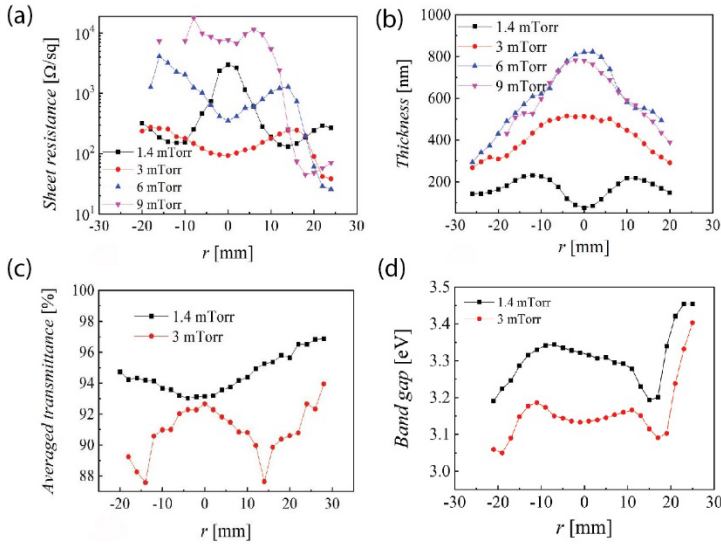 (a)
Sheet resistance [Ω/sq]
10⁴
10³
10²
10¹
1.4 mTorr
3 mTorr
6 mTorr
9 mTorr
-30 -20 -10 0 10 20 30
r [mm]
(b)
Thickness [nm]
1000
800
600
400
200
1.4 mTorr
3 mTorr
6 mTorr
9 mTorr
-30 -20 -10 0 10 20 30
r [mm]
(c)
Averaged transmittance [%]
100
98
96
94
92
90
88
1.4 mTorr
3 mTorr
-20 -10 0 10 20 30
r [mm]
(d)
Band gap [eV]
3.5
3.4
3.3
3.2
3.1
3.0
1.4 mTorr
3 mTorr
-30 -20 -10 0 10 20 30
r [mm]